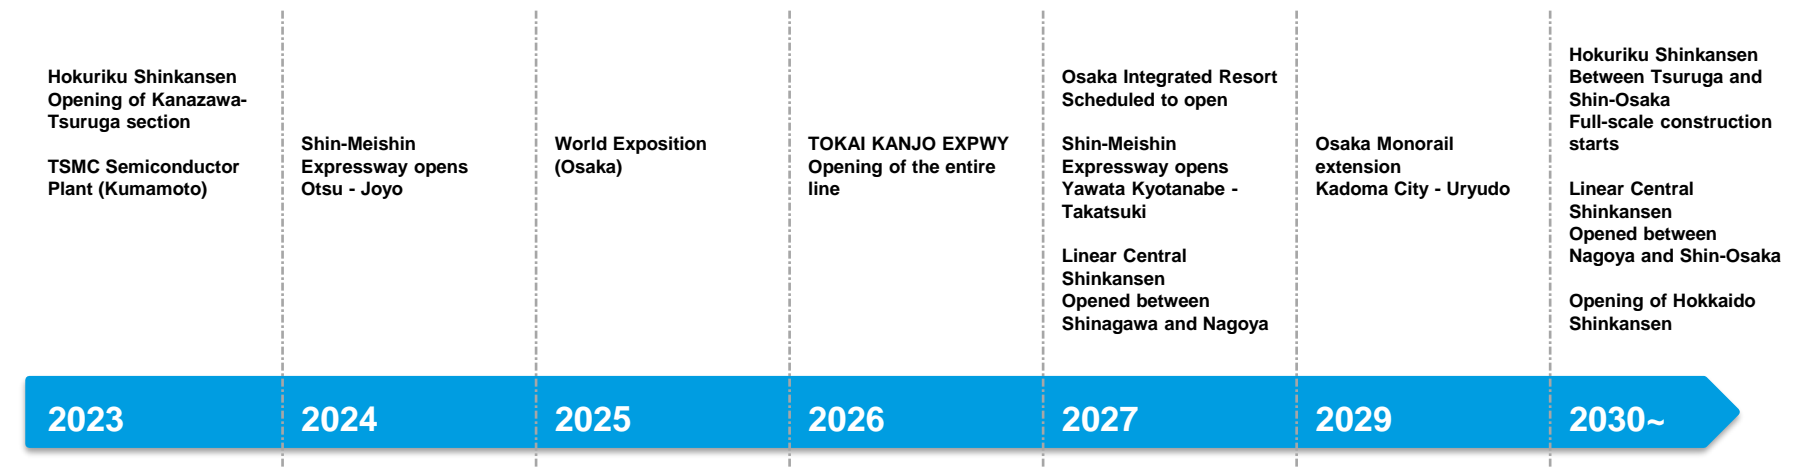 Hokuriku Shinkansen
Opening of Kanazawa-
Tsuruga section
TSMC Semiconductor
Plant (Kumamoto)
Shin-Meishin
Expressway opens
Otsu - Joyo
World Exposition
(Osaka)
TOKAI KANJO EXPWY
Opening of the entire
line
Osaka Integrated Resort
Scheduled to open
Shin-Meishin
Expressway opens
Yawata Kyotanabe -
Takatsuki
Linear Central
Shinkansen
Opened between
Shinagawa and Nagoya
Osaka Monorail
extension
Kadoma City - Uryudo
Hokuriku Shinkansen
Between Tsuruga and
Shin-Osaka
Full-scale construction
starts
Linear Central
Shinkansen
Opened between
Nagoya and Shin-Osaka
Opening of Hokkaido
Shinkansen
2023
2024
2025
2026
2027
2029
2030~